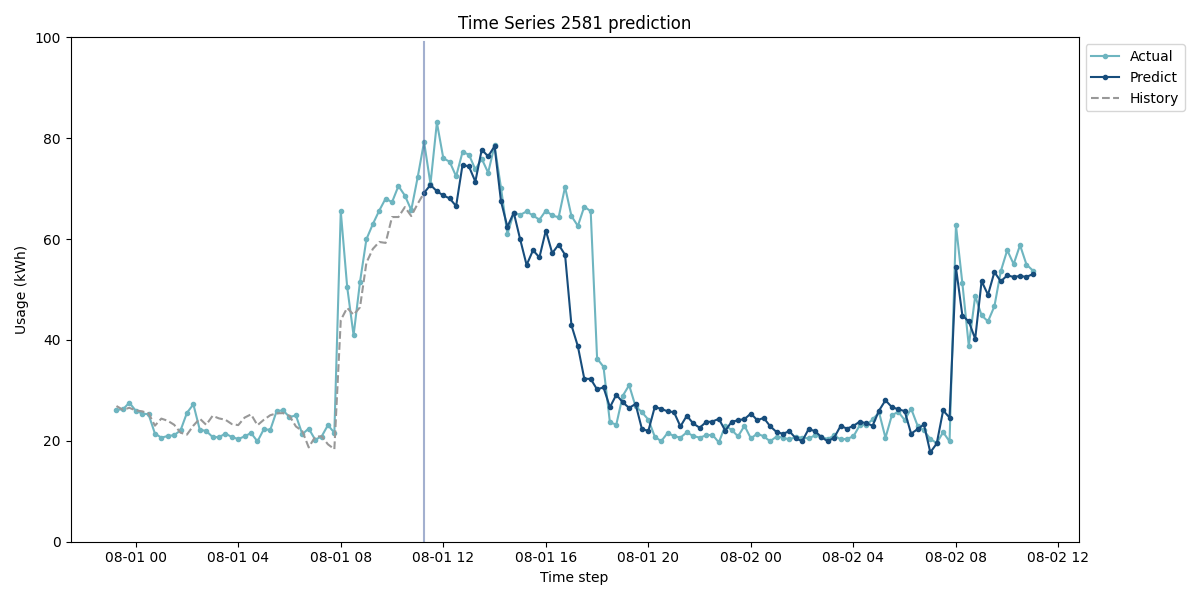 Time Series 2581 prediction
100
80
60
40
20
0
Usage (kWh)
08-01 00
08-01 04
08-01 08
08-01 12
08-01 16
08-01 20
08-02 00
08-02 04
08-02 08
08-02 12
Time step
Actual
Predict
History